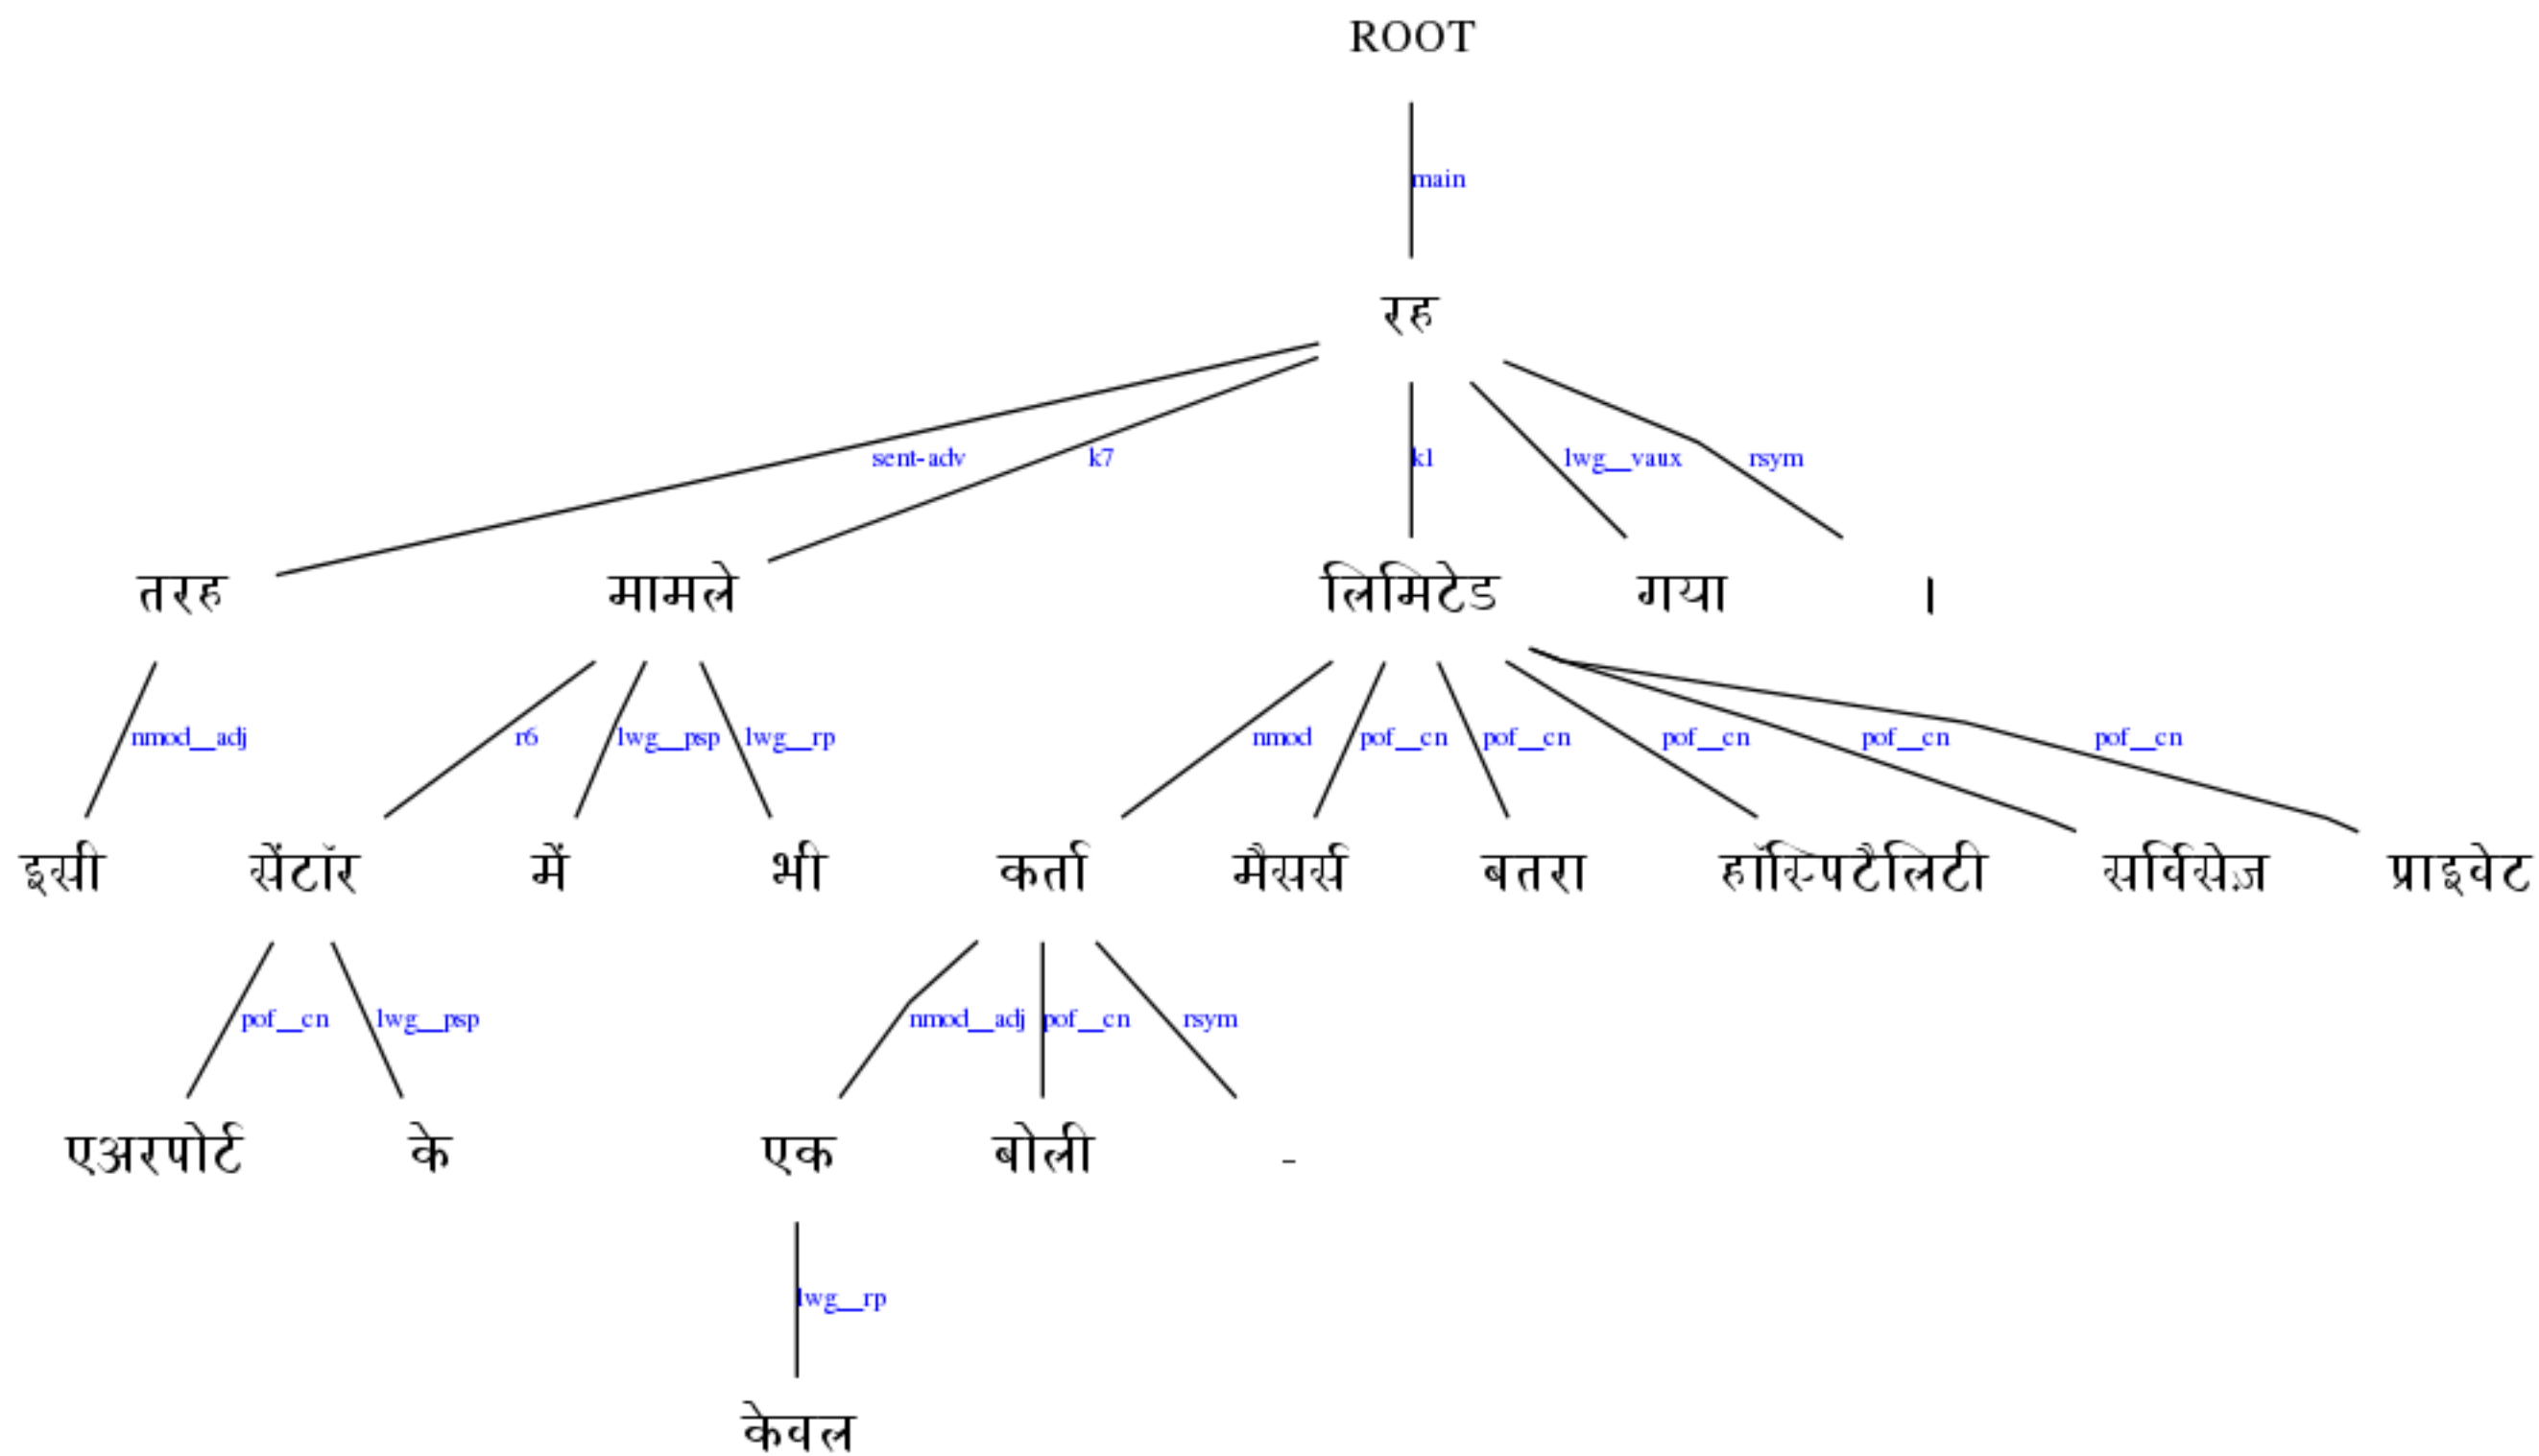 ROOT
main
रह
sent-adv k7 k1 lwg__vaux rsym
तरह मामले लिमिटेड गया ।
nmod__adj r6 lwg__psp lwg__rp nmod pof__cn pof__cn pof__cn pof__cn pof__cn
इसी सेंटॉर में भी कर्ता मैसर्स बतरा हॉस्पिटैलिटी सर्विसेज़ प्राइवेट
pof__cn lwg__psp nmod__adj pof__cn rsym
एअरपोर्ट के एक बोली -
lwg__rp
केवल